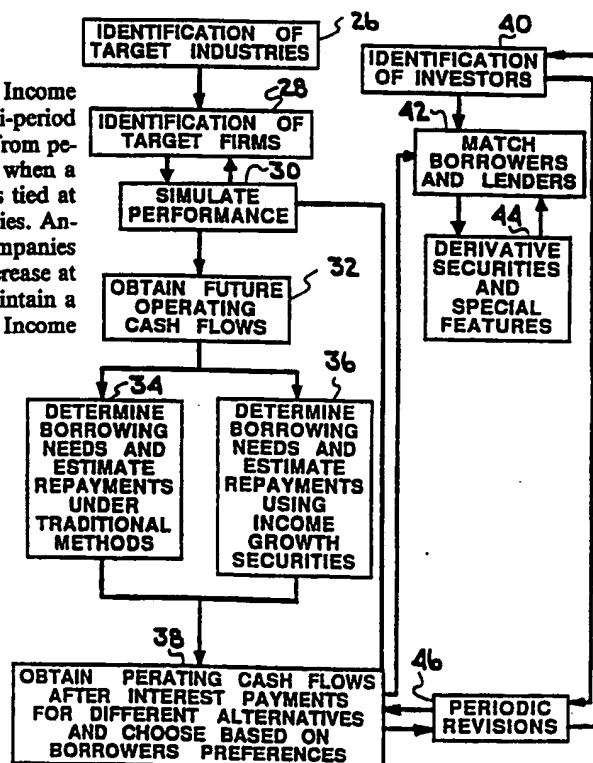 Income
i-period
from pe-
when a
s tied at
ies. An-
mpanies
crease at
intain a
Income
26
IDENTIFICATION OF
TARGET INDUSTRIES
28
IDENTIFICATION OF
TARGET FIRMS
30
SIMULATE
PERFORMANCE
32
OBTAIN FUTURE
OPERATING
CASH FLOWS
34
DETERMINE
BORROWING
NEEDS AND
ESTIMATE
REPAYMENTS
UNDER
TRADITIONAL
METHODS
36
DETERMINE
BORROWING
NEEDS AND
ESTIMATE
REPAYMENTS
USING
INCOME
GROWTH
SECURITIES
38
OBTAIN PERATING CASH FLOWS
AFTER INTEREST PAYMENTS
FOR DIFFERENT ALTERNATIVES
AND CHOOSE BASED ON
BORROWERS PREFERENCES
40
IDENTIFICATION
OF INVESTORS
42
MATCH
BORROWERS
AND LENDERS
44
DERIVATIVE
SECURITIES
AND
SPECIAL
FEATURES
46
PERIODIC
REVISIONS